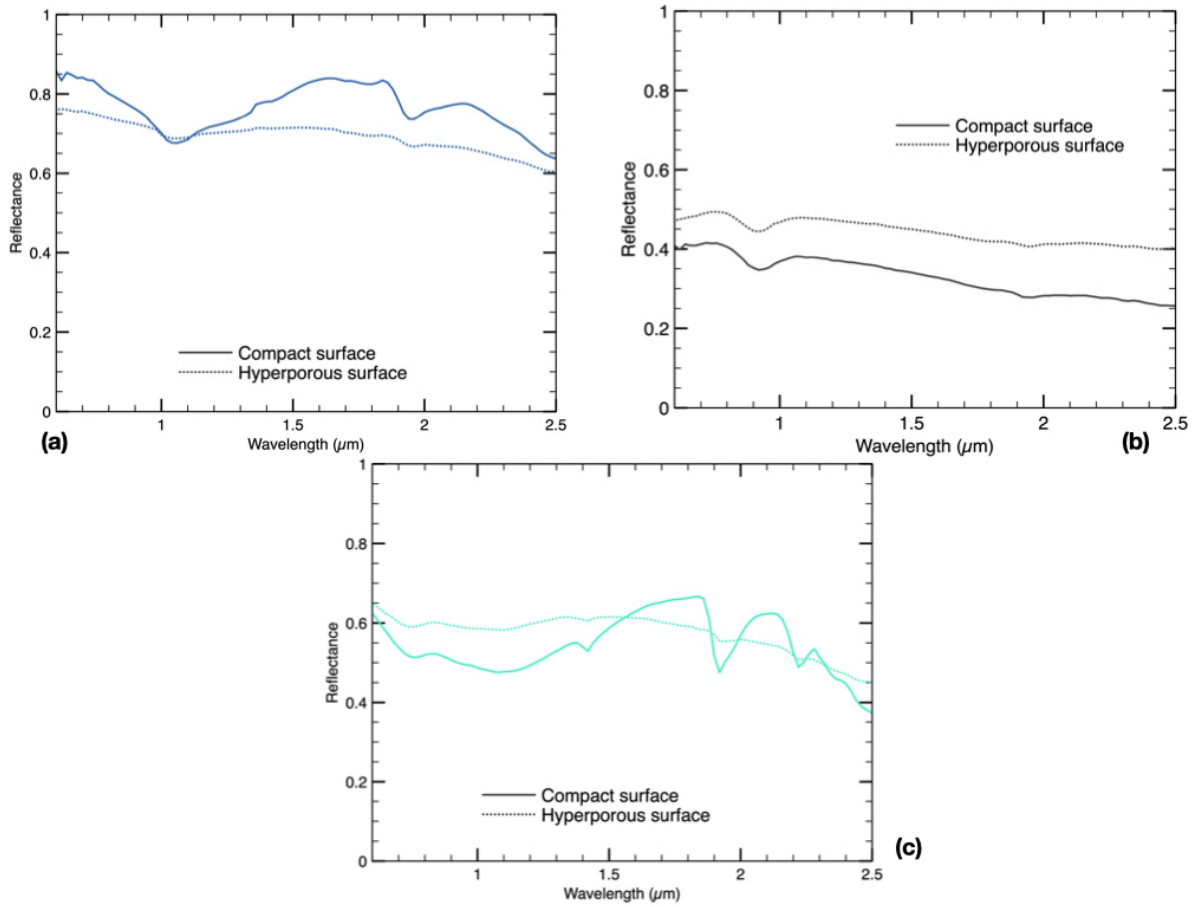 1
0.8
0.6
0.4
0.2
0
Reflectance
Compact surface
Hyperporous surface
1
1.5
2
2.5
Wavelength (µm)
(a)
1
0.8
0.6
0.4
0.2
0
Reflectance
Compact surface
Hyperporous surface
1
1.5
2
2.5
Wavelength (µm)
(b)
1
0.8
0.6
0.4
0.2
0
Reflectance
Compact surface
Hyperporous surface
1
1.5
2
2.5
Wavelength (µm)
(c)